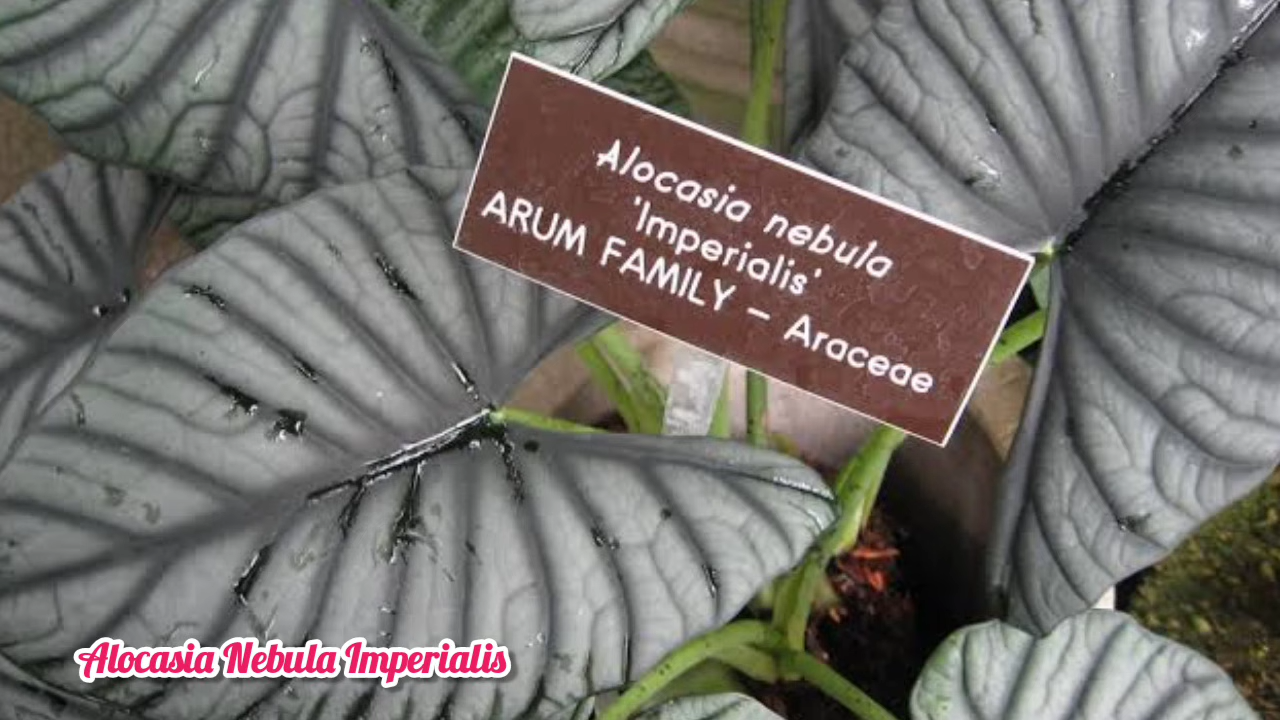 Alocasia nebula
'Imperialis'
ARUM FAMILY – Araceae
Alocasia Nebula Imperialis